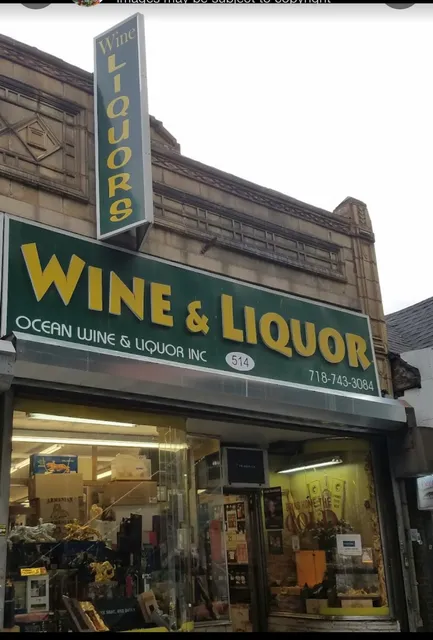 Images may be subject to copyright
Wine
LIQUORS
WINE & LIQUOR
OCEAN WINE & LIQUOR INC
514
718-743-3084